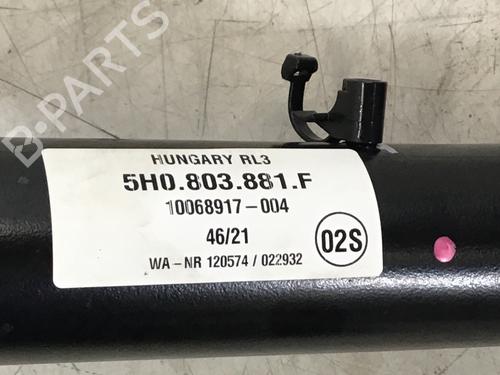 B-PARTS
HUNGARY RL3
5H0.803.881.F
10068917-004
46/21
02S
WA-NR 120574 / 022932